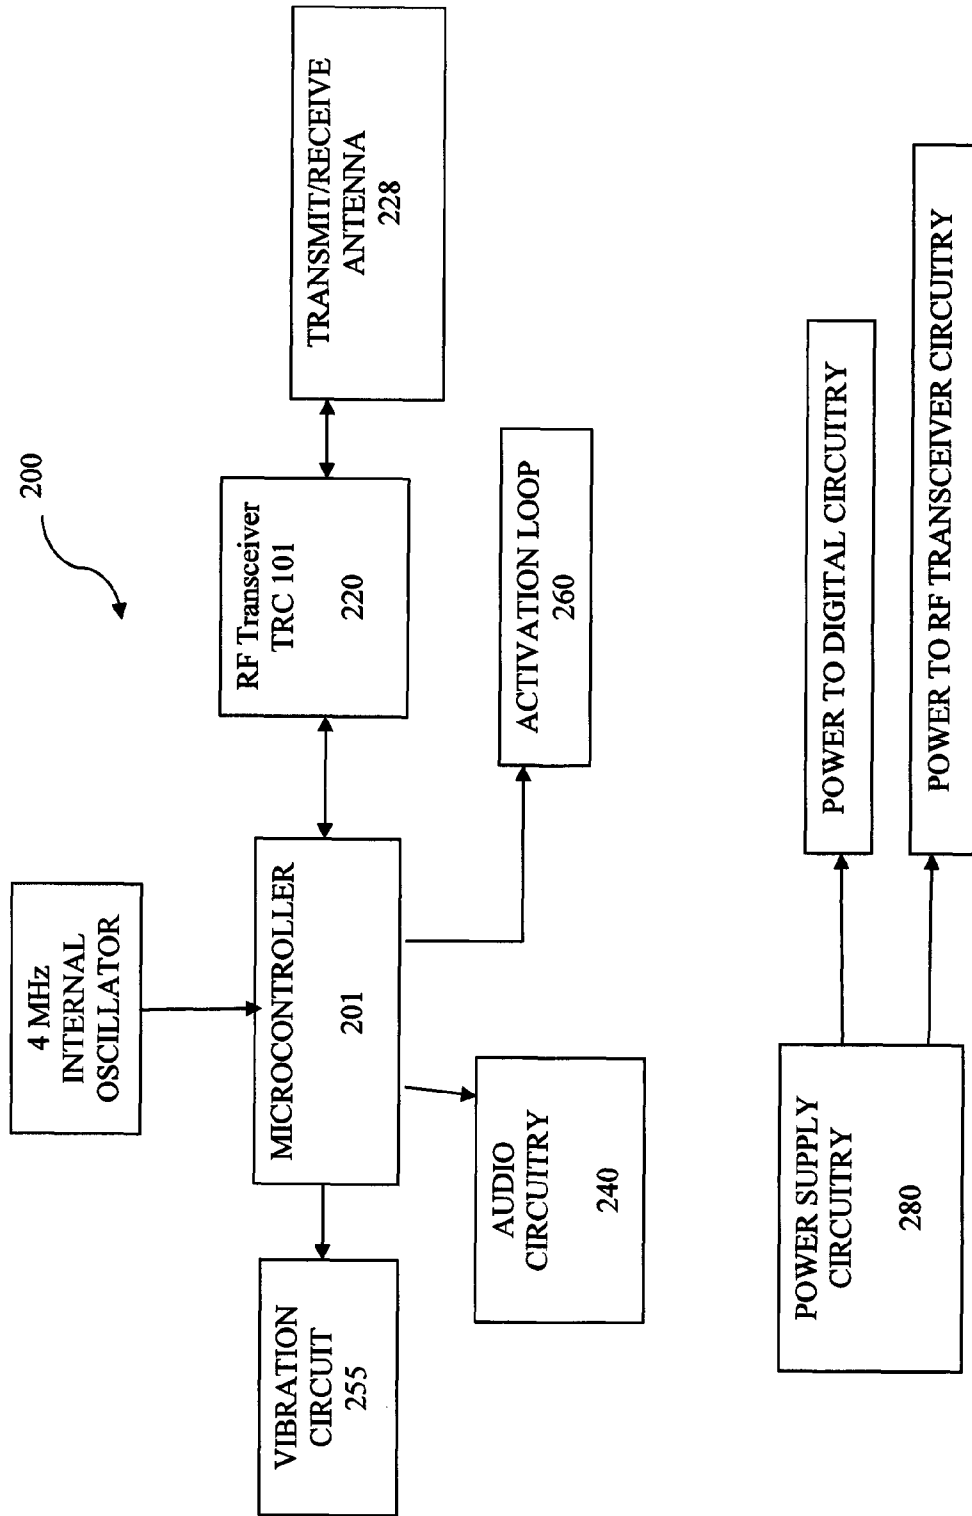 200
4 MHz
INTERNAL
OSCILLATOR
VIBRATION
CIRCUIT
255
MICROCONTROLLER
201
RF Transceiver
TRC 101
220
TRANSMIT/RECEIVE
ANTENNA
228
AUDIO
CIRCUITRY
240
ACTIVATION LOOP
260
POWER SUPPLY
CIRCUITRY
280
POWER TO DIGITAL CIRCUITRY
POWER TO RF TRANSCEIVER CIRCUITRY